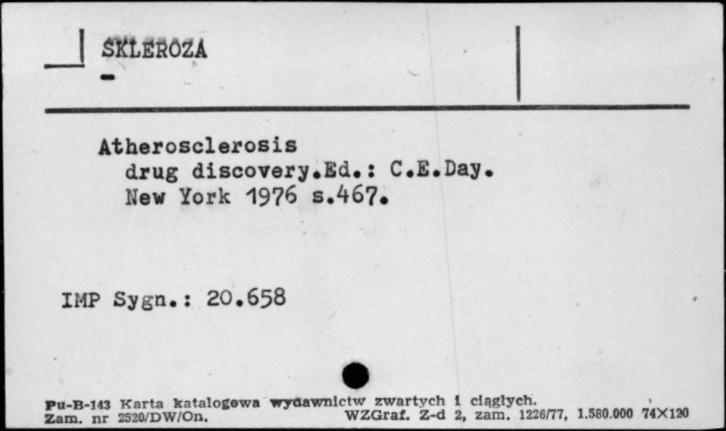 SKLEROZA
Atherosclerosis
drug discovery.Ed.: C.E.Day.
New York 1976 s.467.
IMP Sygn.: 20.658
Pu-B-143 Karta katalogowa wydawnictw zwartych i ciągłych.
Zam. nr 2520/DW/On. WZGraf. Z-d 2, zam. 1226/77, 1.580.000 74X120